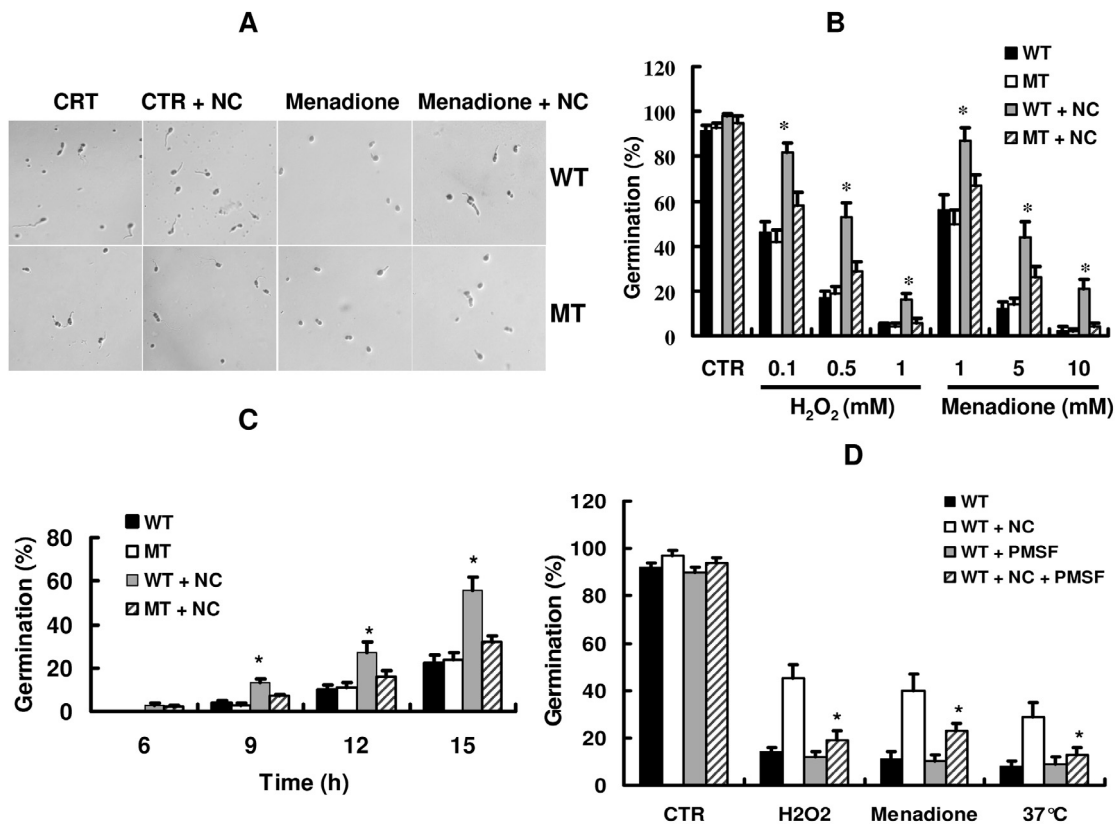 A
CRT CTR + NC Menadione Menadione + NC
WT
MT
B
WT
MT
WT + NC
MT + NC
Germination (%)
120
100
80
60
40
20
0
* * * * * *
CTR 0.1 0.5 1 1 5 10
H₂O₂ (mM) Menadione (mM)
C
WT
MT
WT + NC
MT + NC
Germination (%)
80
60
40
20
0
* * *
6 9 12 15
Time (h)
D
WT
WT + NC
WT + PMSF
WT + NC + PMSF
Germination (%)
120
100
80
60
40
20
0
* * *
CTR H2O2 Menadione 37°C